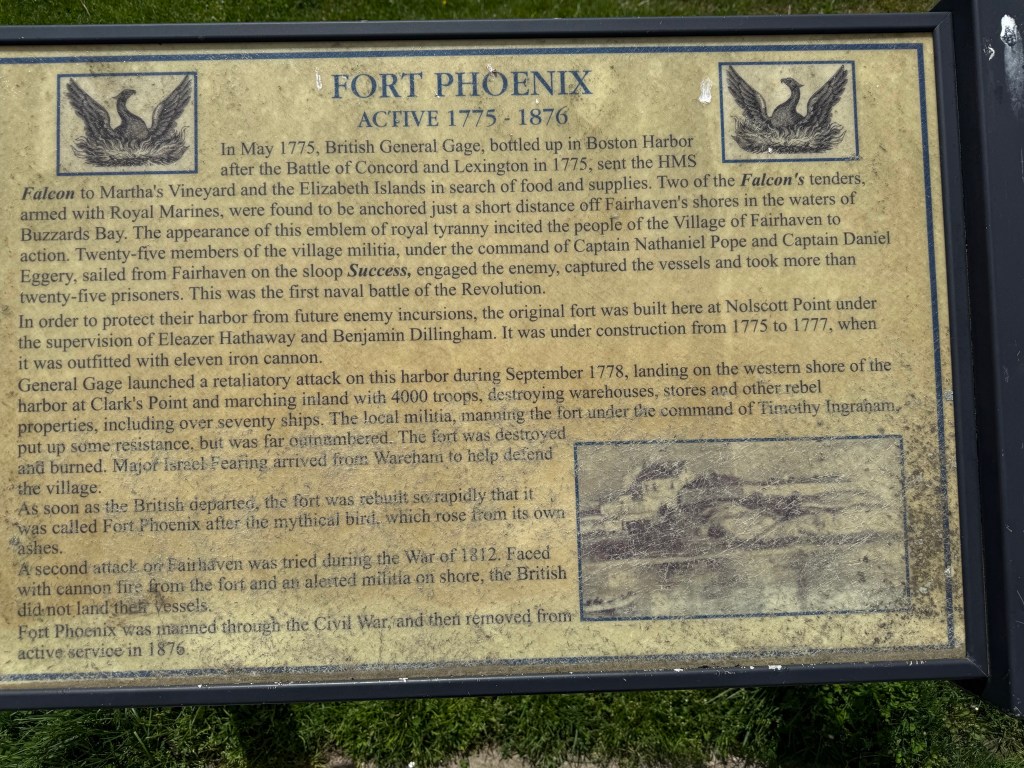 FORT PHOENIX
ACTIVE 1775 - 1876
In May 1775, British General Gage, bottled up in Boston Harbor
after the Battle of Concord and Lexington in 1775, sent the HMS
Falcon to Martha's Vineyard and the Elizabeth Islands in search of food and supplies. Two of the Falcon's tenders,
armed with Royal Marines, were found to be anchored just a short distance off Fairhaven's shores in the waters of
Buzzards Bay. The appearance of this emblem of royal tyranny incited the people of the Village of Fairhaven to
action. Twenty-five members of the village militia, under the command of Captain Nathaniel Pope and Captain Daniel
Eggery, sailed from Fairhaven on the sloop Success, engaged the enemy, captured the vessels and took more than
twenty-five prisoners. This was the first naval battle of the Revolution.
In order to protect their harbor from future enemy incursions, the original fort was built here at Nolscott Point under
the supervision of Eleazer Hathaway and Benjamin Dillingham. It was under construction from 1775 to 1777, when
it was outfitted with eleven iron cannon.
General Gage launched a retaliatory attack on this harbor during September 1778, landing on the western shore of the
harbor at Clark's Point and marching inland with 4000 troops, destroying warehouses, stores and other rebel
properties, including over seventy ships. The local militia, manning the fort under the command of Timothy Ingraham,
put up some resistance, but was far outnumbered. The fort was destroyed
and burned. Major Israel Fearing arrived from Wareham to help defend
the village.
As soon as the British departed, the fort was rebuilt so rapidly that it
was called Fort Phoenix after the mythical bird, which rose from its own
ashes.
A second attack on Fairhaven was tried during the War of 1812. Faced
with cannon fire from the fort and an alerted militia on shore, the British
did not land their vessels.
Fort Phoenix was manned through the Civil War, and then removed from
active service in 1876.